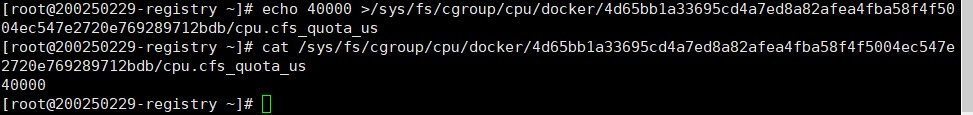 [root@200250229-registry ~]# echo 40000 >/sys/fs/cgroup/cpu/docker/4d65bb1a33695cd4a7ed8a82afea4fba58f4f50
04ec547e2720e769289712bdb/cpu.cfs_quota_us
[root@200250229-registry ~]# cat /sys/fs/cgroup/cpu/docker/4d65bb1a33695cd4a7ed8a82afea4fba58f4f5004ec547e
2720e769289712bdb/cpu.cfs_quota_us
40000
[root@200250229-registry ~]#